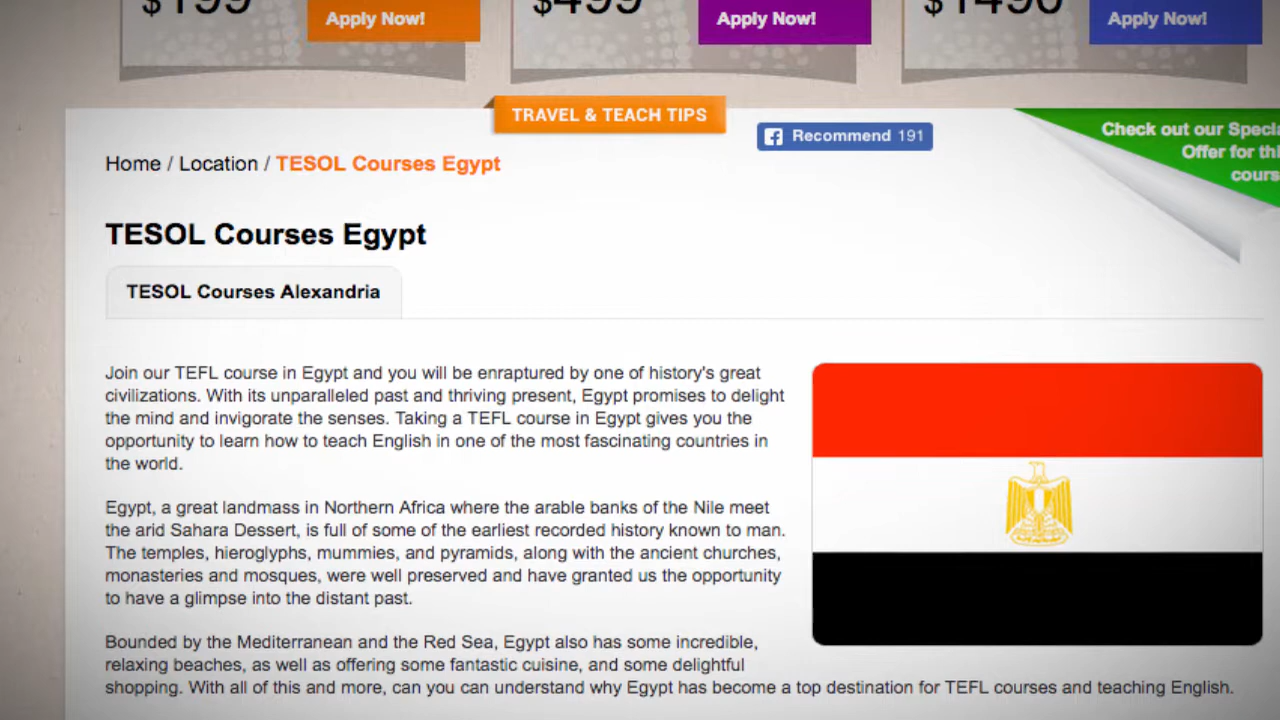 $199
$499
$1490
Apply Now!
Apply Now!
Apply Now!
TRAVEL & TEACH TIPS
Recommend 191
Check out our Specia
Offer for thi
cours
Home / Location / TESOL Courses Egypt
TESOL Courses Egypt
TESOL Courses Alexandria
Join our TEFL course in Egypt and you will be enraptured by one of history's great
civilizations. With its unparalleled past and thriving present, Egypt promises to delight
the mind and invigorate the senses. Taking a TEFL course in Egypt gives you the
opportunity to learn how to teach English in one of the most fascinating countries in
the world.
Egypt, a great landmass in Northern Africa where the arable banks of the Nile meet
the arid Sahara Dessert, is full of some of the earliest recorded history known to man.
The temples, hieroglyphs, mummies, and pyramids, along with the ancient churches,
monasteries and mosques, were well preserved and have granted us the opportunity
to have a glimpse into the distant past.
Bounded by the Mediterranean and the Red Sea, Egypt also has some incredible,
relaxing beaches, as well as offering some fantastic cuisine, and some delightful
shopping. With all of this and more, can you can understand why Egypt has become a top destination for TEFL courses and teaching English.